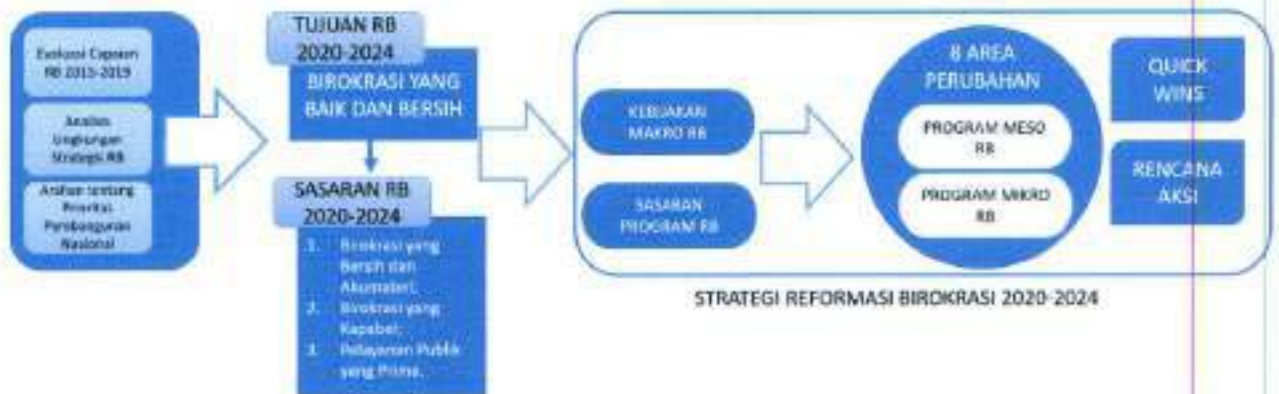 Evaluasi Capaian
RB 2015-2019
Analisis
Lingkungan
Strategis RB
Arahan tentang
Prioritas
Pembangunan
Nasional
TUJUAN RB
2020-2024
BIROKRASI YANG
BAIK DAN BERSIH
SASARAN RB
2020-2024
1. Birokrasi yang
Bersih dan
Akuntabel;
2. Birokrasi yang
Kapabel;
3. Pelayanan Publik
yang Prima.
KEBIJAKAN
MAKRO RB
SASARAN
PROGRAM RB
8 AREA
PERUBAHAN
PROGRAM MESO
RB
PROGRAM MIKRO
RB
QUICK
WINS
RENCANA
AKSI
STRATEGI REFORMASI BIROKRASI 2020-2024